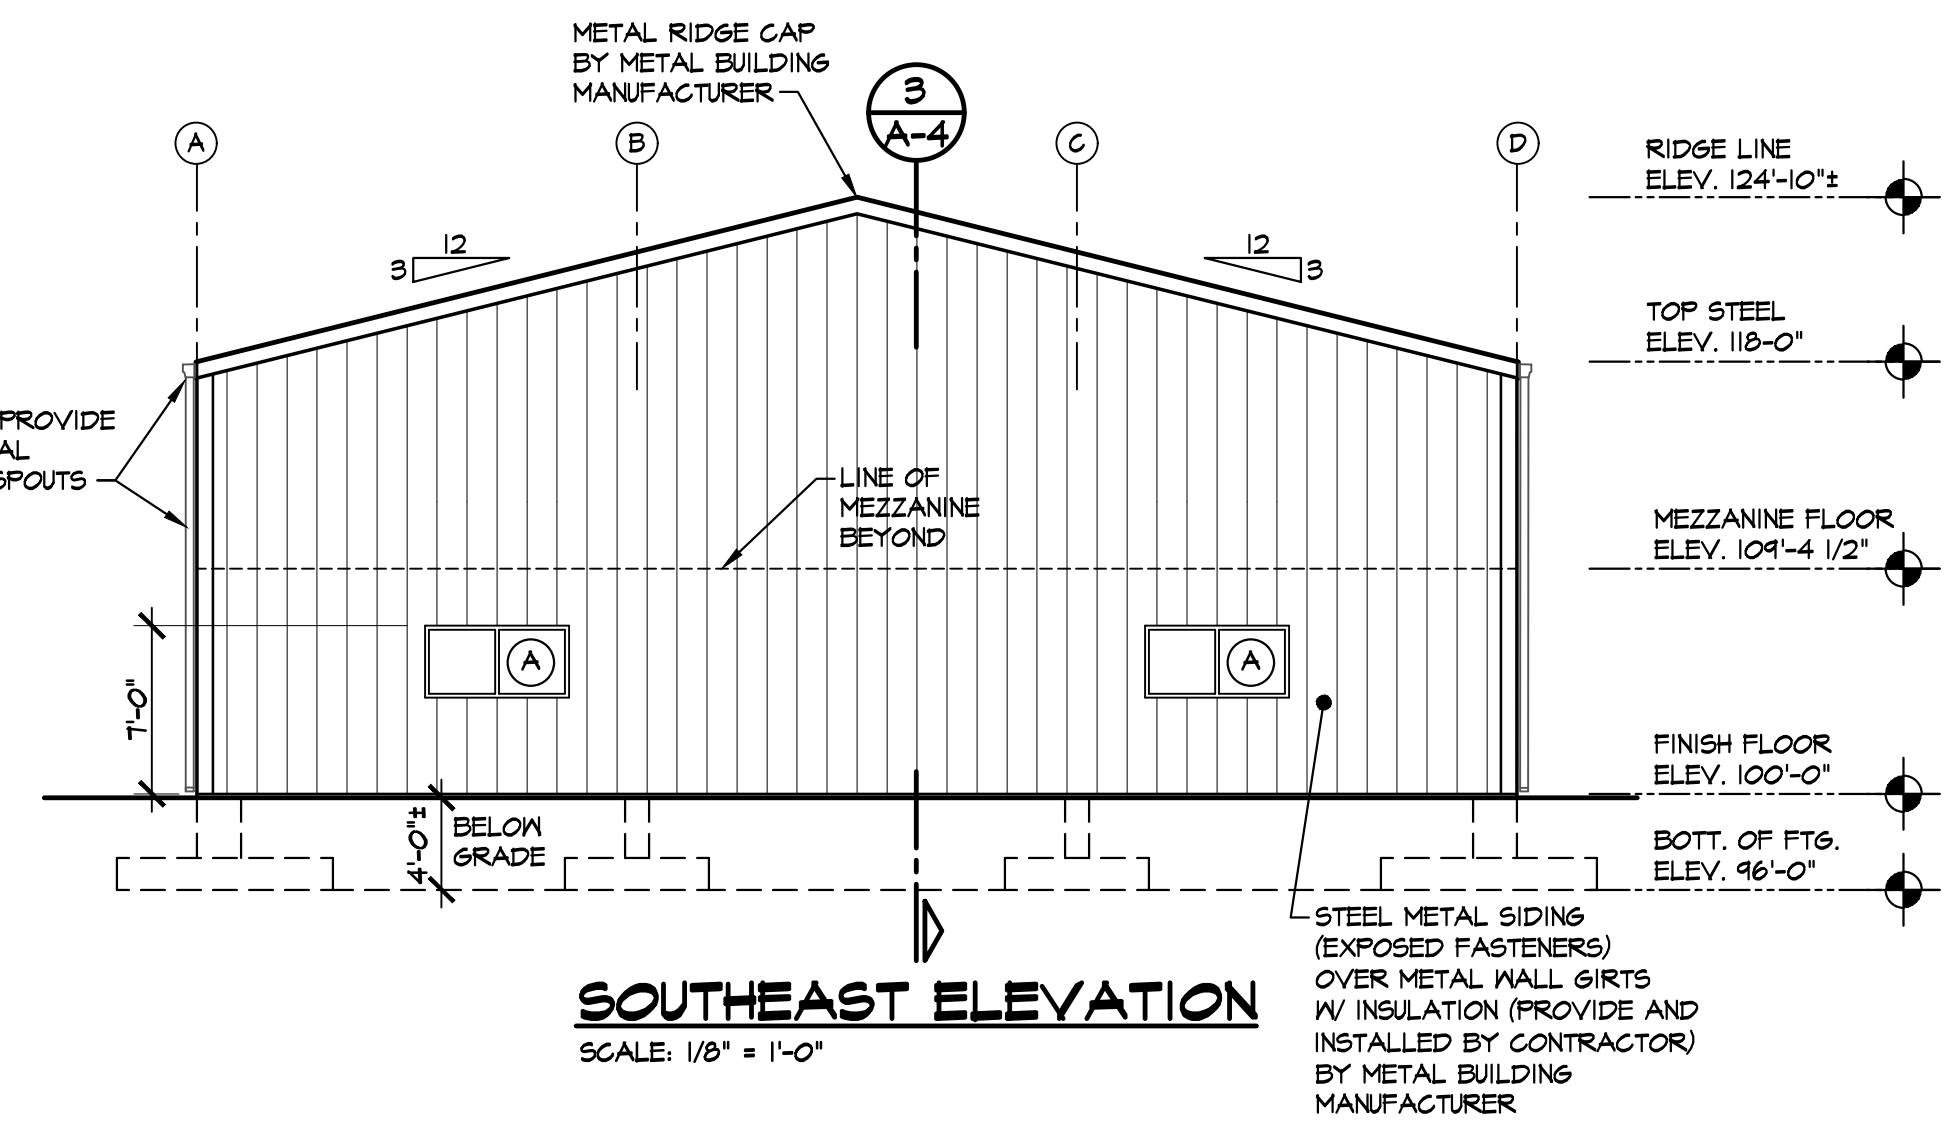 METAL RIDGE CAP
BY METAL BUILDING
MANUFACTURER
3
A-4
A
B
C
D
RIDGE LINE
ELEV. 124'-10"±
12
3
12
3
TOP STEEL
ELEV. 118-0"
PROVIDE
AL
SPOUTS
LINE OF
MEZZANINE
BEYOND
MEZZANINE FLOOR
ELEV. 109'-4 1/2"
A
A
7'-0"
FINISH FLOOR
ELEV. 100'-0"
4'-0"±
BELOW
GRADE
BOTT. OF FTG.
ELEV. 96'-0"
STEEL METAL SIDING
(EXPOSED FASTENERS)
OVER METAL WALL GIRTS
W/ INSULATION (PROVIDE AND
INSTALLED BY CONTRACTOR)
BY METAL BUILDING
MANUFACTURER
SOUTHEAST ELEVATION
SCALE: 1/8" = 1'-0"